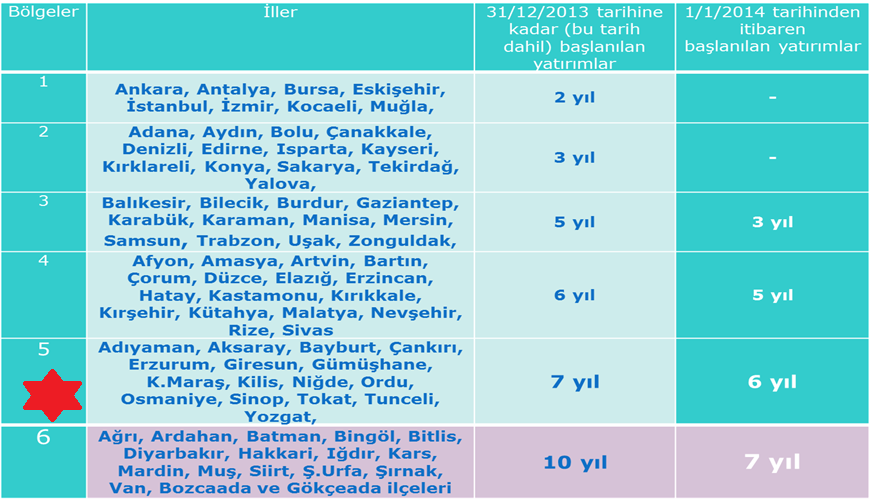 Bölgeler
İller
31/12/2013 tarihine
kadar (bu tarih
dahil) başlanılan
yatırımlar
1/1/2014 tarihinden
itibaren
başlanılan yatırımlar
1
Ankara, Antalya, Bursa, Eskişehir,
İstanbul, İzmir, Kocaeli, Muğla,
2 yıl
-
2
Adana, Aydın, Bolu, Çanakkale,
Denizli, Edirne, Isparta, Kayseri,
Kırklareli, Konya, Sakarya, Tekirdağ,
Yalova,
3 yıl
-
3
Balıkesir, Bilecik, Burdur, Gaziantep,
Karabük, Karaman, Manisa, Mersin,
Samsun, Trabzon, Uşak, Zonguldak,
5 yıl
3 yıl
4
Afyon, Amasya, Artvin, Bartın,
Çorum, Düzce, Elazığ, Erzincan,
Hatay, Kastamonu, Kırıkkale,
Kırşehir, Kütahya, Malatya, Nevşehir,
Rize, Sivas
6 yıl
5 yıl
5
Adıyaman, Aksaray, Bayburt, Çankırı,
Erzurum, Giresun, Gümüşhane,
K.Maraş, Kilis, Niğde, Ordu,
Osmaniye, Sinop, Tokat, Tunceli,
Yozgat,
7 yıl
6 yıl
6
Ağrı, Ardahan, Batman, Bingöl, Bitlis,
Diyarbakır, Hakkari, Iğdır, Kars,
Mardin, Muş, Siirt, Ş.Urfa, Şırnak,
Van, Bozcaada ve Gökçeada ilçeleri
10 yıl
7 yıl